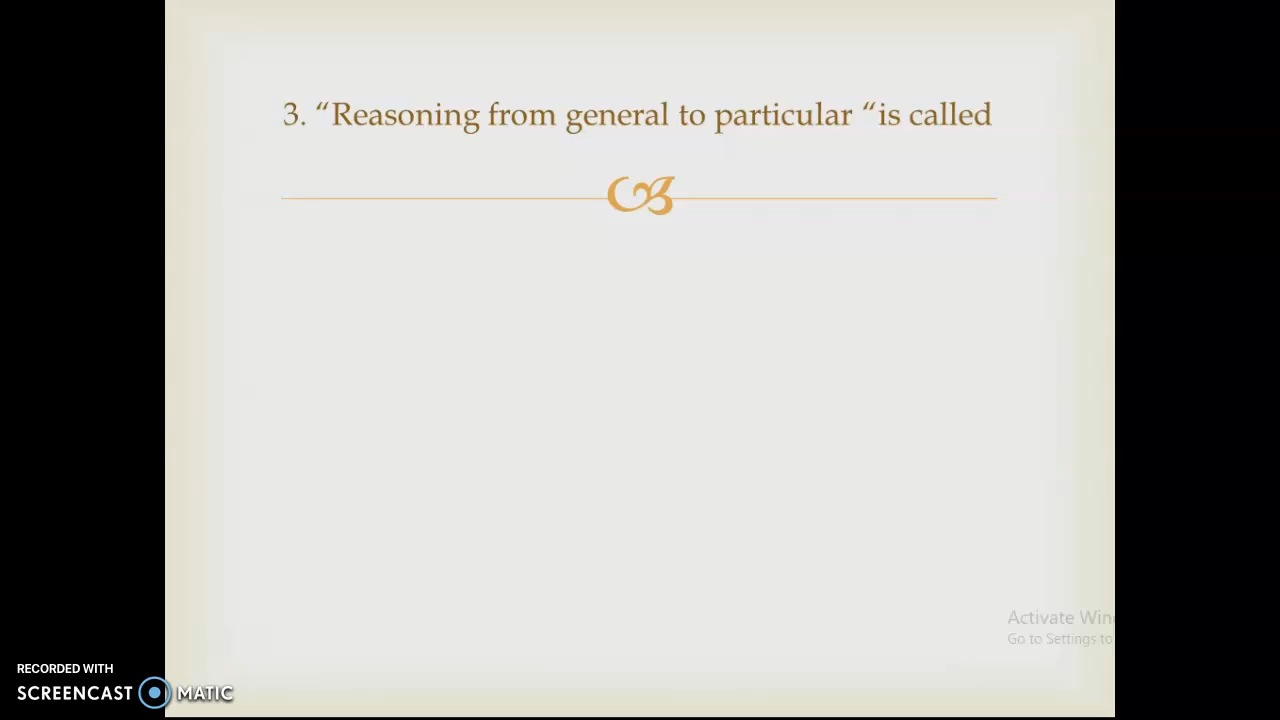 3. “Reasoning from general to particular “is called
Activate Win
Go to Settings to
RECORDED WITH
SCREENCAST MATIC